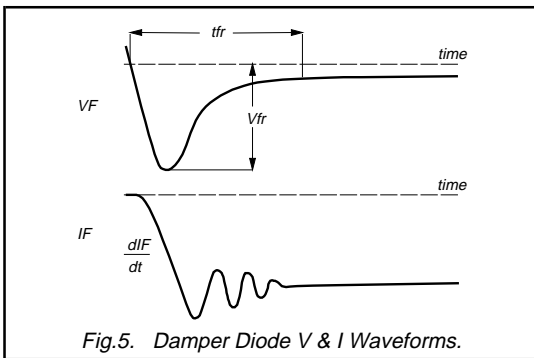 tfr
time
VF
Vfr
time
IF
dIF
dt
Fig.5. Damper Diode V & I Waveforms.